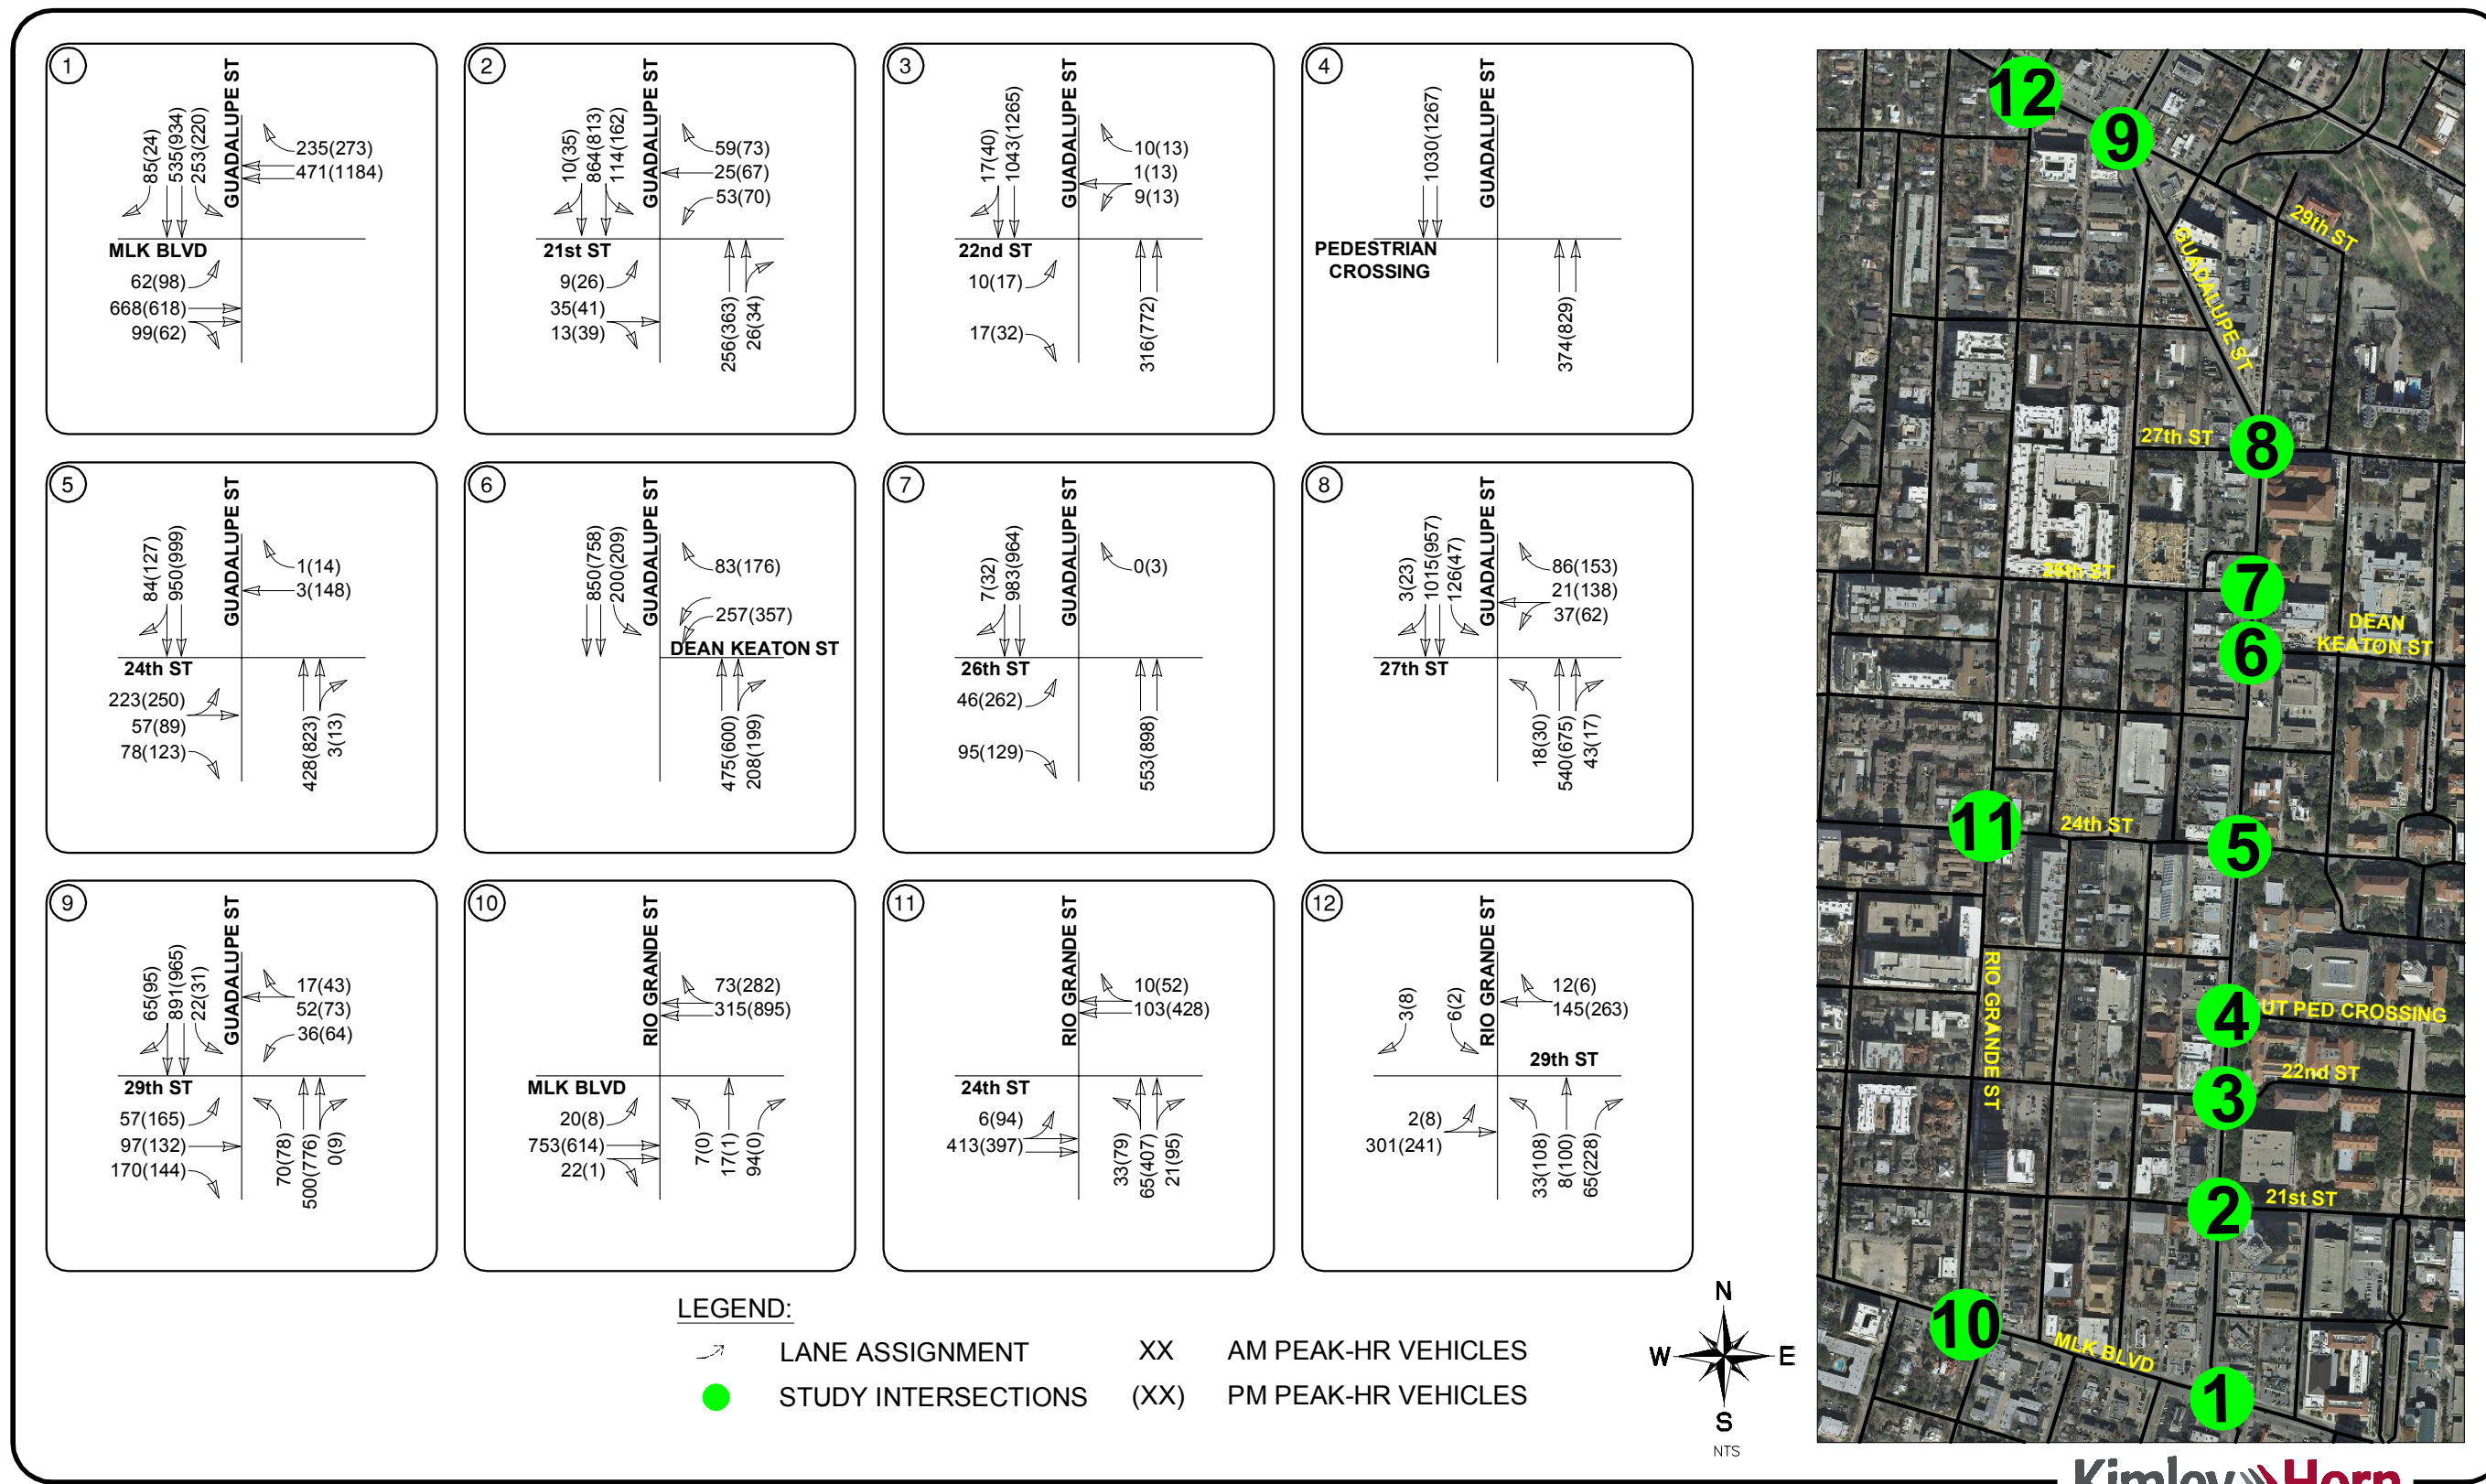 1
GUADALUPE ST
85(24)
535(934)
253(220)
235(273)
471(1184)
MLK BLVD
62(98)
668(618)
99(62)
2
GUADALUPE ST
10(35)
864(813)
114(162)
59(73)
25(67)
53(70)
21st ST
9(26)
35(41)
13(39)
256(363)
26(34)
3
GUADALUPE ST
17(40)
1043(1265)
10(13)
1(13)
9(13)
22nd ST
10(17)
17(32)
316(772)
4
GUADALUPE ST
1030(1267)
PEDESTRIAN
CROSSING
374(829)
5
GUADALUPE ST
84(127)
950(999)
1(14)
3(148)
24th ST
223(250)
57(89)
78(123)
428(823)
3(13)
6
GUADALUPE ST
850(758)
200(209)
83(176)
257(357)
DEAN KEATON ST
475(600)
208(199)
7
GUADALUPE ST
7(32)
983(964)
0(3)
26th ST
46(262)
95(129)
553(898)
8
GUADALUPE ST
3(23)
1015(957)
126(47)
86(153)
21(138)
37(62)
27th ST
18(30)
540(675)
43(17)
9
GUADALUPE ST
65(95)
891(965)
22(31)
17(43)
52(73)
36(64)
29th ST
57(165)
97(132)
170(144)
70(78)
500(776)
0(9)
10
RIO GRANDE ST
73(282)
315(895)
MLK BLVD
20(8)
753(614)
22(1)
7(0)
17(1)
94(0)
11
RIO GRANDE ST
10(52)
103(428)
24th ST
6(94)
413(397)
33(79)
65(407)
21(95)
12
RIO GRANDE ST
3(8)
6(2)
12(6)
145(263)
29th ST
2(8)
301(241)
33(108)
8(100)
65(228)
LEGEND:
LANE ASSIGNMENT
XX AM PEAK-HR VEHICLES
STUDY INTERSECTIONS
(XX) PM PEAK-HR VEHICLES
N
W E
S
NTS
12
9
29th ST
GUADALUPE ST
27th ST
8
26th ST
7
DEAN
KEATON ST
6
11
24th ST
5
RIO GRANDE ST
4
UT PED CROSSING
22nd ST
3
2
21st ST
10
MLK BLVD
1
Kimley Horn